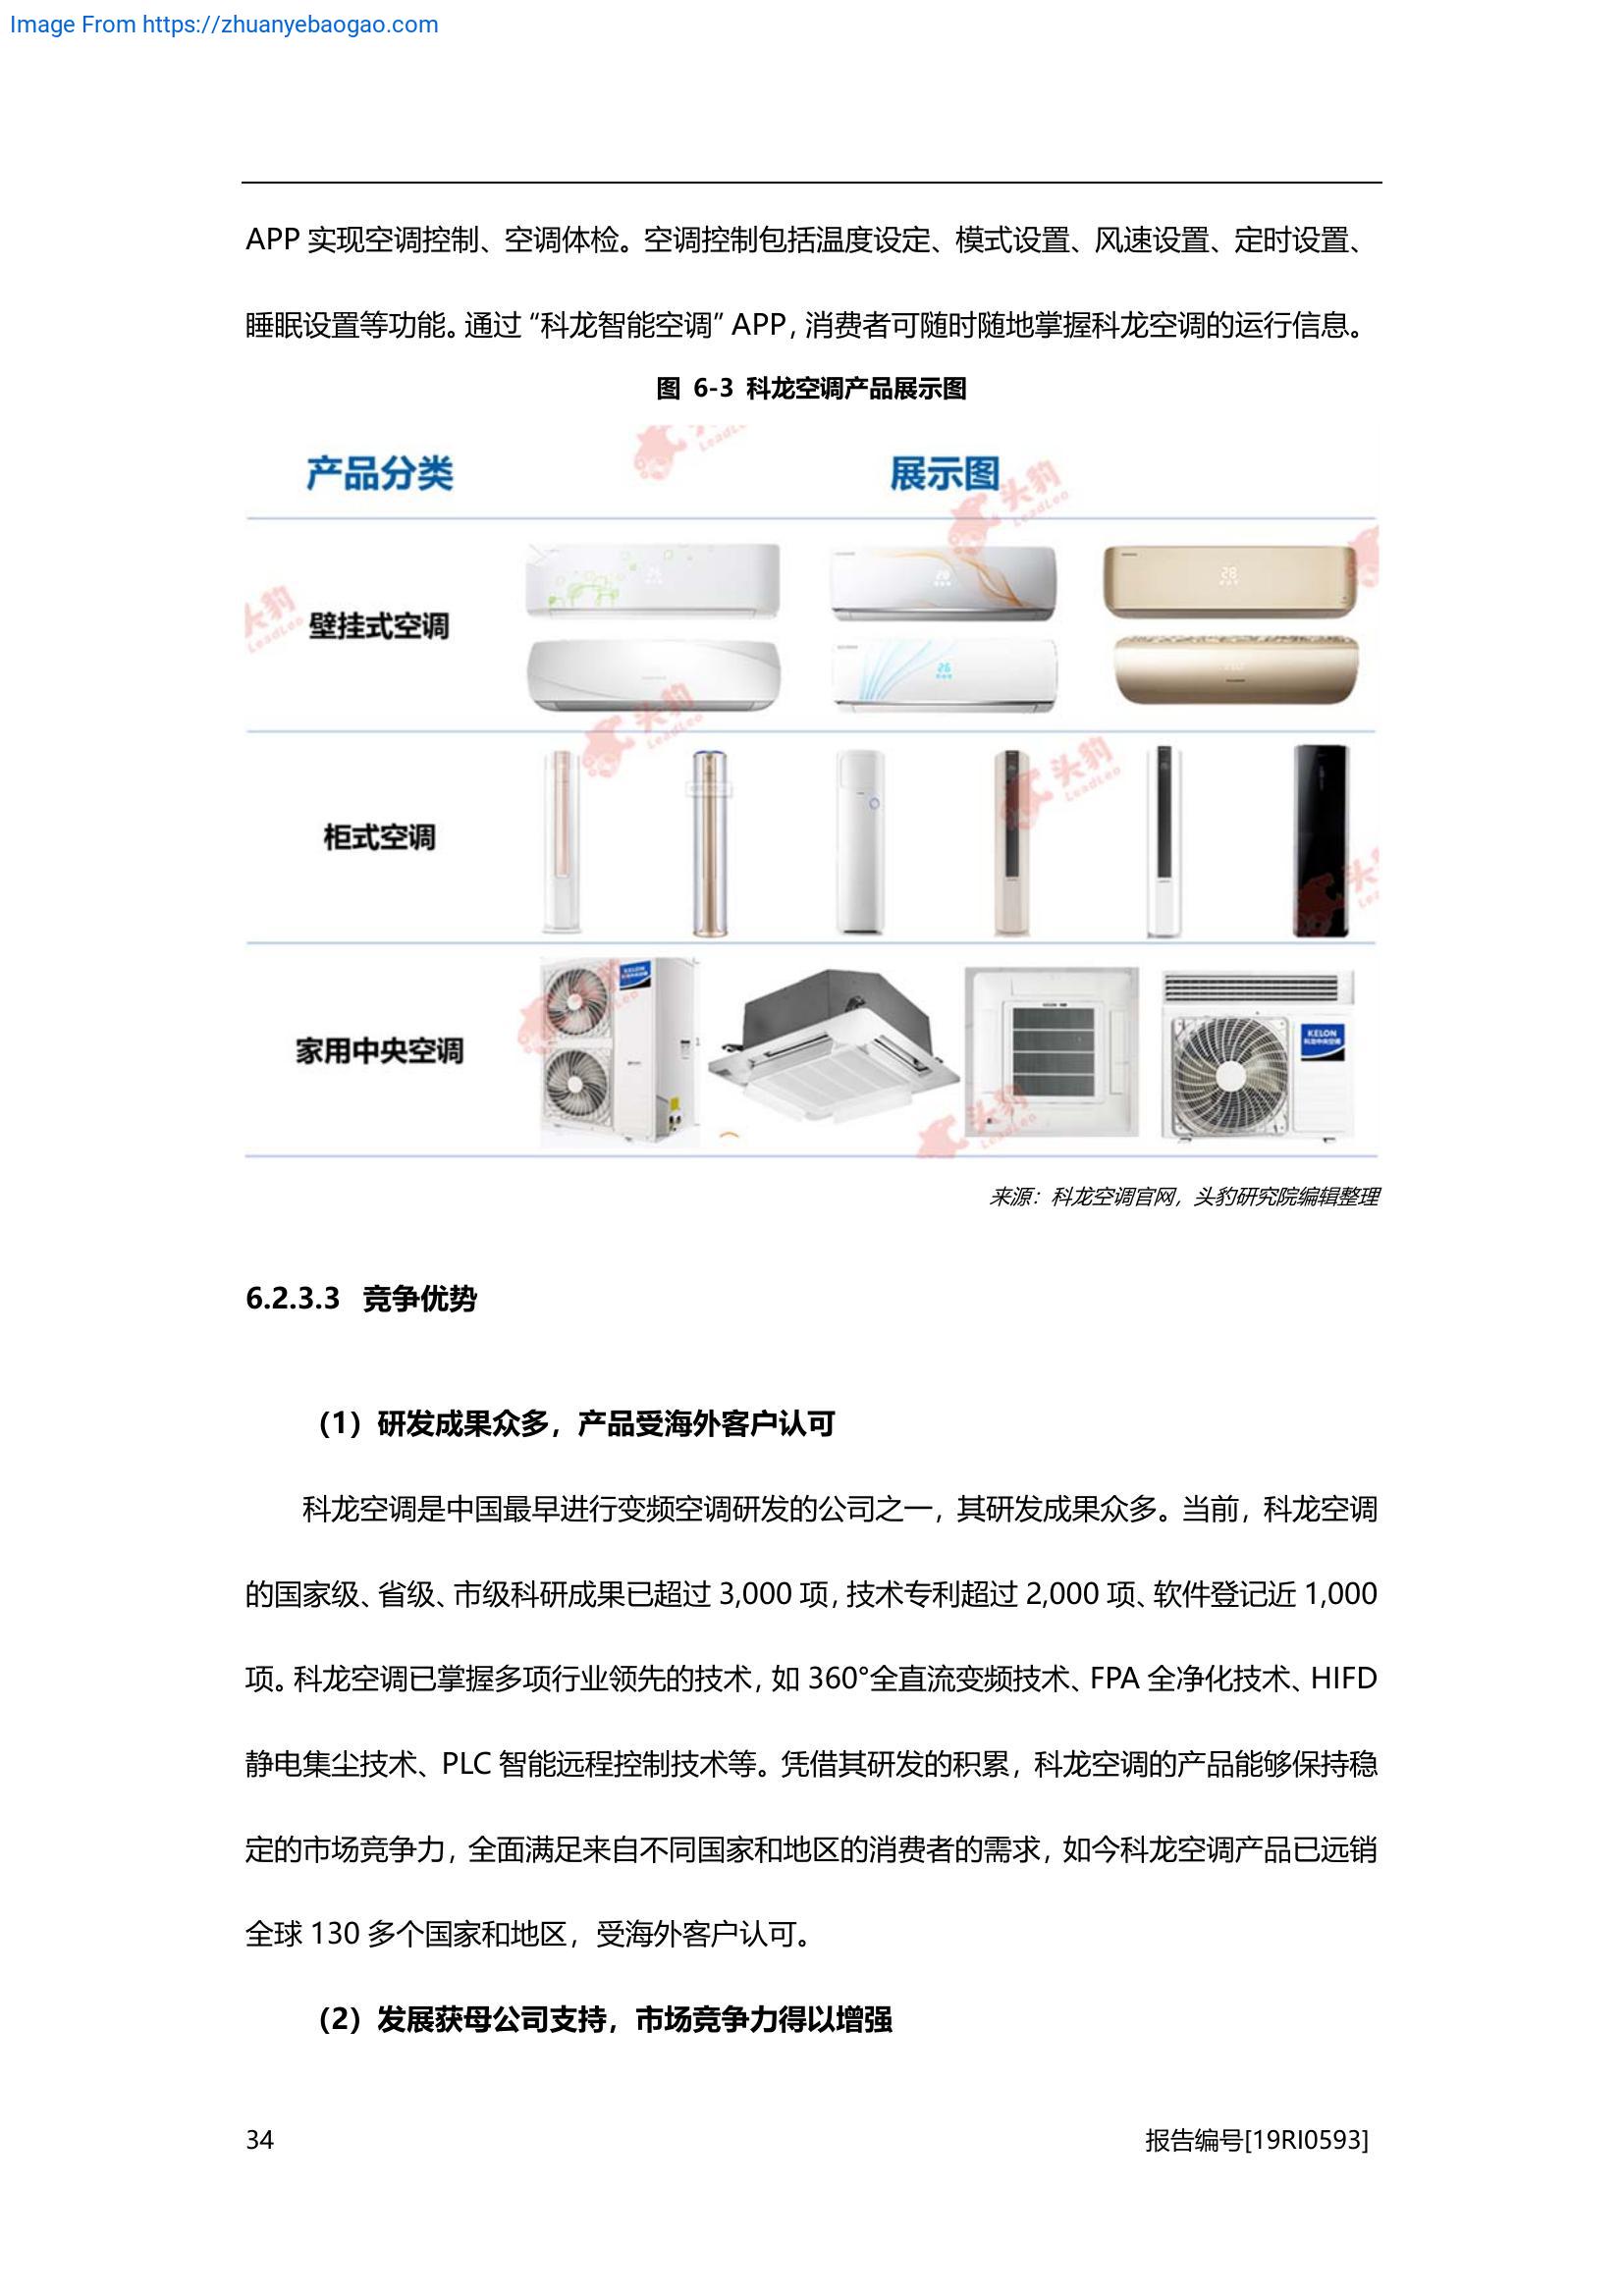 Image From https://zhuanyebaogao.com
APP 实现空调控制、空调体检。空调控制包括温度设定、模式设置、风速设置、定时设置、
睡眠设置等功能。通过“科龙智能空调”APP，消费者可随时随地掌握科龙空调的运行信息。
图 6-3 科龙空调产品展示图
产品分类 展示图
壁挂式空调
柜式空调
家用中央空调
KELON
头豹
LeadLeo
来源：科龙空调官网，头豹研究院编辑整理
6.2.3.3 竞争优势
（1）研发成果众多，产品受海外客户认可
科龙空调是中国最早进行变频空调研发的公司之一，其研发成果众多。当前，科龙空调
的国家级、省级、市级科研成果已超过 3,000 项，技术专利超过 2,000 项、软件登记近 1,000
项。科龙空调已掌握多项行业领先的技术，如 360°全直流变频技术、FPA 全净化技术、HIFD
静电集尘技术、PLC 智能远程控制技术等。凭借其研发的积累，科龙空调的产品能够保持稳
定的市场竞争力，全面满足来自不同国家和地区的消费者的需求，如今科龙空调产品已远销
全球 130 多个国家和地区，受海外客户认可。
（2）发展获母公司支持，市场竞争力得以增强
34 报告编号[19RI0593]